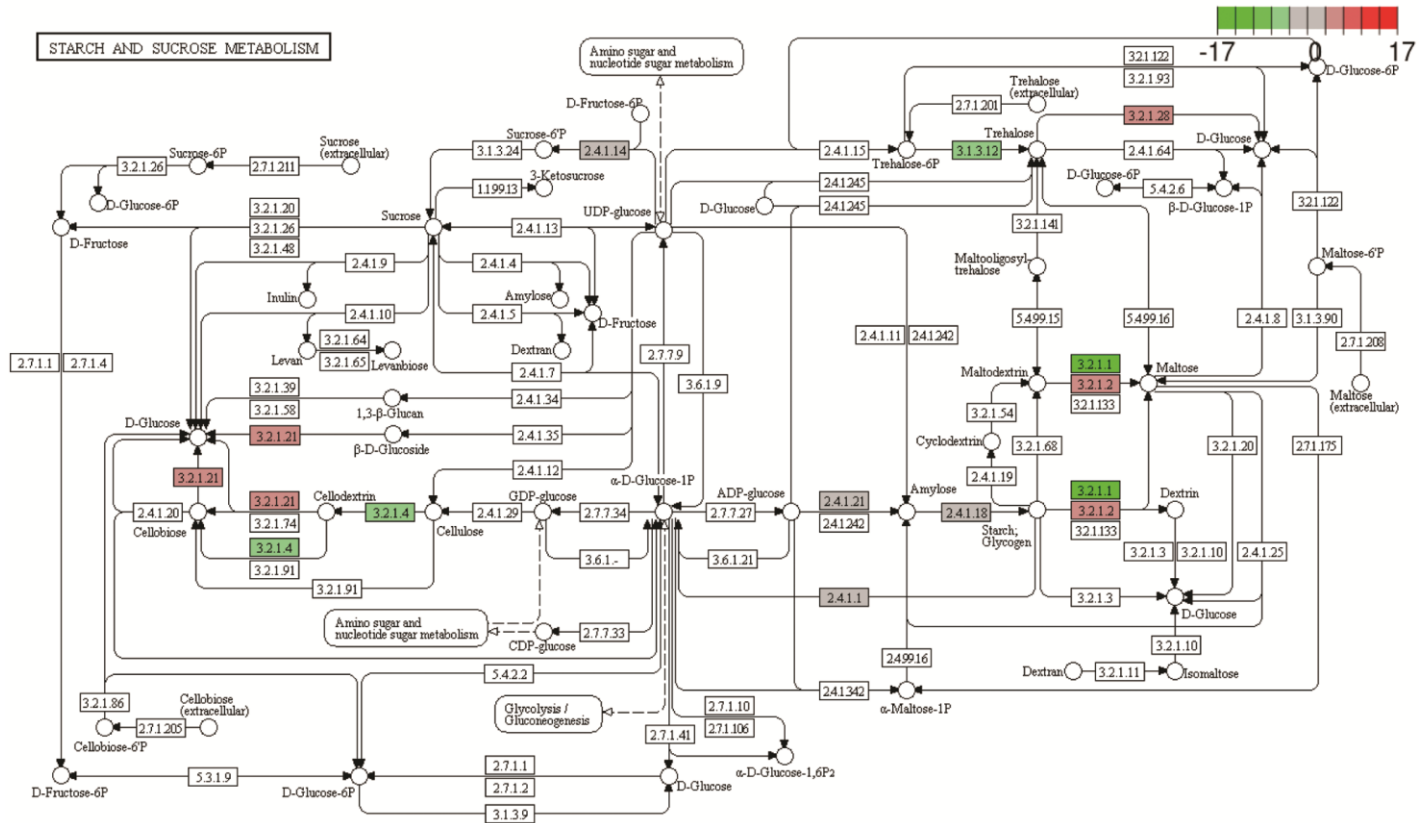 STARCH AND SUCROSE METABOLISM
-17
0
17
Amino sugar and
nucleotide sugar metabolism
3.2.1.122
3.2.1.93
D-Glucose-6P
D-Fructose-6P
2.7.1.201
Trehalose
(extracellular)
3.2.1.28
Sucrose-6'P
3.1.3.24
2.4.1.14
Sucrose-6P
Sucrose
(extracellular)
3.2.1.26
2.7.1.211
D-Glucose-6P
2.4.1.15
Trehalose-6P
3.1.3.12
Trehalose
2.4.1.64
D-Glucose
3-Ketosucrose
1.1.99.13
D-Glucose-6P
5.4.2.6
β-D-Glucose-1P
2.4.1.245
D-Glucose
2.4.1.245
3.2.1.122
3.2.1.20
3.2.1.26
3.2.1.48
D-Fructose
Sucrose
2.4.1.13
UDP-glucose
3.2.1.141
2.4.1.9
2.4.1.4
Inulin
Amylose
Maltooligosyl-
trehalose
Maltose-6'P
2.4.1.10
2.4.1.5
D-Fructose
5.4.99.15
5.4.99.16
2.4.1.8
3.1.3.90
Levan
3.2.1.64
3.2.1.65
Levanbiose
Dextran
2.4.1.11
2.4.1.242
2.7.1.208
2.7.1.1
2.7.1.4
2.4.1.7
2.7.7.9
3.6.1.9
Maltodextrin
3.2.1.1
3.2.1.2
3.2.1.133
Maltose
Maltose
(extracellular)
3.2.1.39
3.2.1.58
1,3-β-Glucan
2.4.1.34
3.2.1.54
D-Glucose
3.2.1.21
β-D-Glucoside
2.4.1.35
Cyclodextrin
3.2.1.68
3.2.1.20
2.7.1.175
3.2.1.21
2.4.1.12
2.4.1.19
α-D-Glucose-1P
2.4.1.20
Cellobiose
3.2.1.21
3.2.1.74
Cellodextrin
3.2.1.4
Cellulose
2.4.1.29
GDP-glucose
2.7.7.34
2.7.7.27
ADP-glucose
2.4.1.21
2.4.1.242
Amylose
2.4.1.18
Starch;
Glycogen
3.2.1.1
3.2.1.2
3.2.1.133
Dextrin
3.2.1.4
3.2.1.91
3.6.1.-
3.6.1.21
3.2.1.3
3.2.1.10
2.4.1.25
3.2.1.91
2.4.1.1
3.2.1.3
D-Glucose
Amino sugar and
nucleotide sugar metabolism
CDP-glucose
2.7.7.33
3.2.1.10
5.4.2.2
2.4.99.16
Dextran
3.2.1.11
Isomaltose
3.2.1.86
Cellobiose
(extracellular)
2.4.1.342
α-Maltose-1P
Glycolysis /
Gluconeogenesis
2.7.1.10
2.7.1.106
2.7.1.205
Cellobiose-6'P
2.7.1.41
α-D-Glucose-1,6P2
5.3.1.9
2.7.1.1
2.7.1.2
D-Fructose-6P
D-Glucose-6P
D-Glucose
3.1.3.9